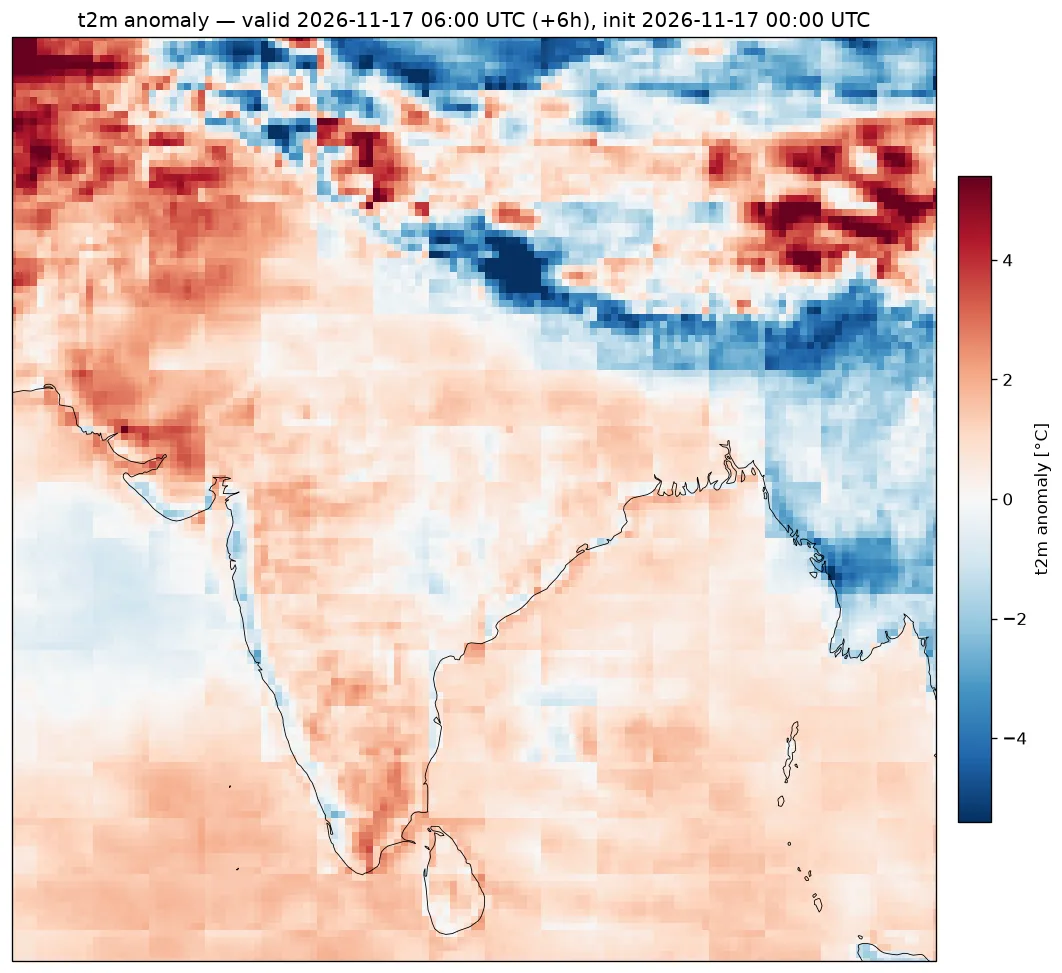 t2m anomaly — valid 2026-11-17 06:00 UTC (+6h), init 2026-11-17 00:00 UTC
4
2
0
−2
−4
t2m anomaly [°C]